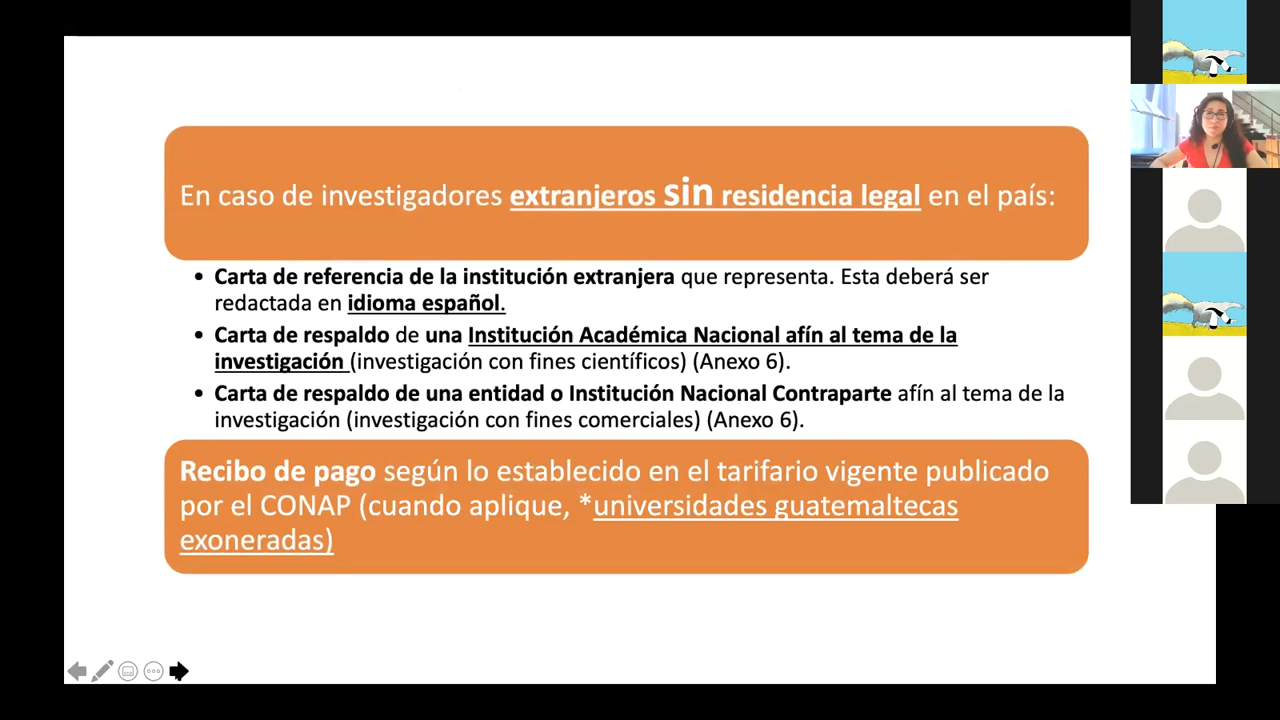 En caso de investigadores extranjeros sin residencia legal en el país:
• Carta de referencia de la institución extranjera que representa. Esta deberá ser
redactada en idioma español.
• Carta de respaldo de una Institución Académica Nacional afín al tema de la
investigación (investigación con fines científicos) (Anexo 6).
• Carta de respaldo de una entidad o Institución Nacional Contraparte afín al tema de la
investigación (investigación con fines comerciales) (Anexo 6).
Recibo de pago según lo establecido en el tarifario vigente publicado
por el CONAP (cuando aplique, *universidades guatemaltecas
exoneradas)